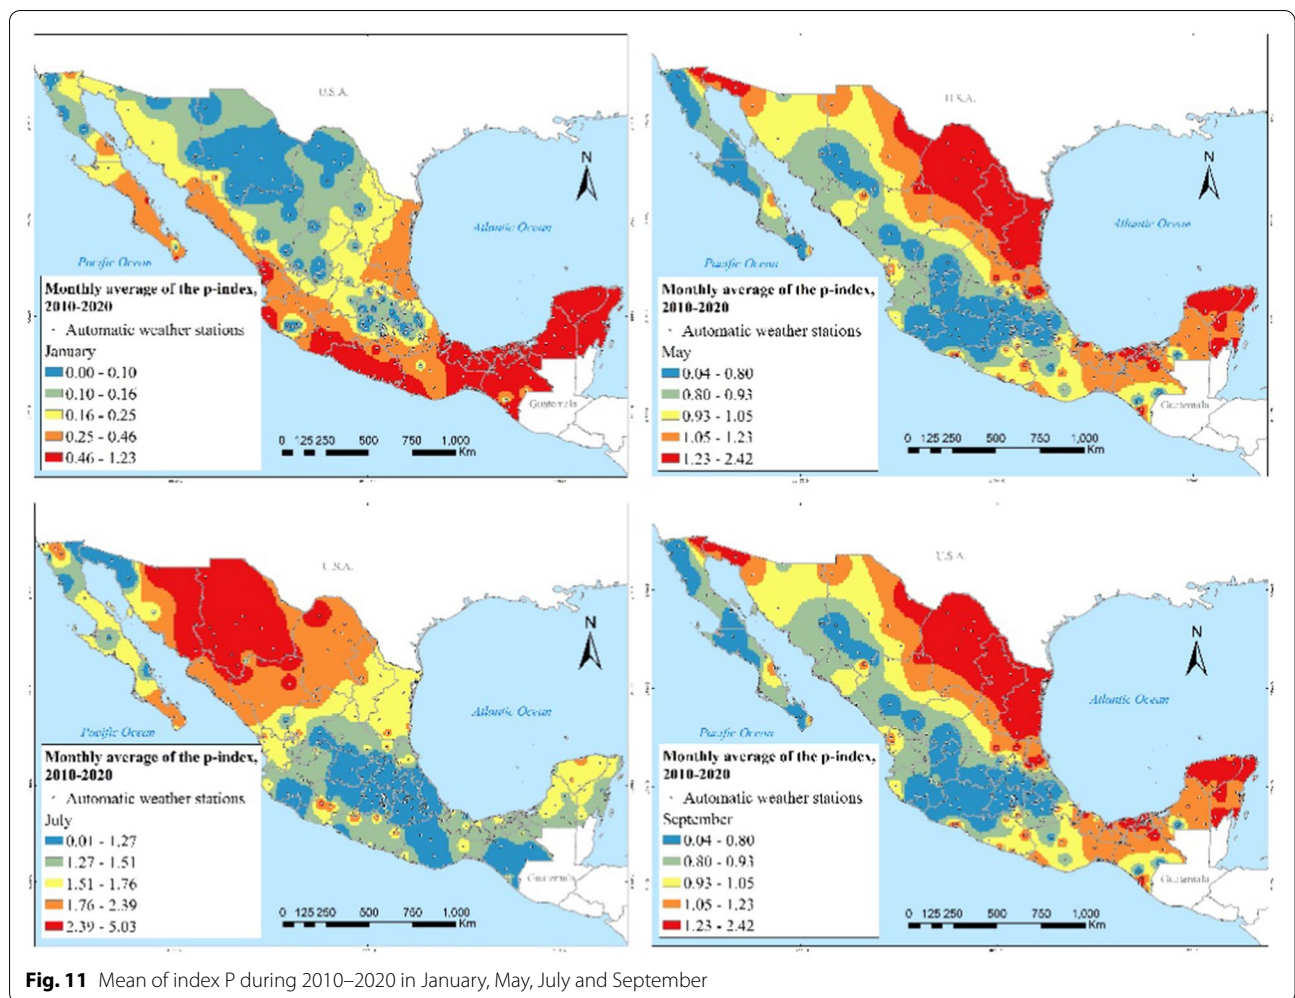 U.S.A.
N
Atlantic Ocean
Pacific Ocean
Monthly average of the p-index,
2010-2020
Automatic weather stations
January
0.00 - 0.10
0.10 - 0.16
0.16 - 0.25
0.25 - 0.46
0.46 - 1.23
Guatemala
0 125 250 500 750 1,000
Km
U.S.A.
N
Atlantic Ocean
Pacific Ocean
Monthly average of the p-index,
2010-2020
Automatic weather stations
May
0.04 - 0.80
0.80 - 0.93
0.93 - 1.05
1.05 - 1.23
1.23 - 2.42
Guatemala
0 125 250 500 750 1,000
Km
U.S.A.
N
Atlantic Ocean
Pacific Ocean
Monthly average of the p-index,
2010-2020
Automatic weather stations
July
0.01 - 1.27
1.27 - 1.51
1.51 - 1.76
1.76 - 2.39
2.39 - 5.03
Guatemala
0 125 250 500 750 1,000
Km
U.S.A.
N
Atlantic Ocean
Pacific Ocean
Monthly average of the p-index,
2010-2020
Automatic weather stations
September
0.04 - 0.80
0.80 - 0.93
0.93 - 1.05
1.05 - 1.23
1.23 - 2.42
Guatemala
0 125 250 500 750 1,000
Km
Fig. 11 Mean of index P during 2010–2020 in January, May, July and September